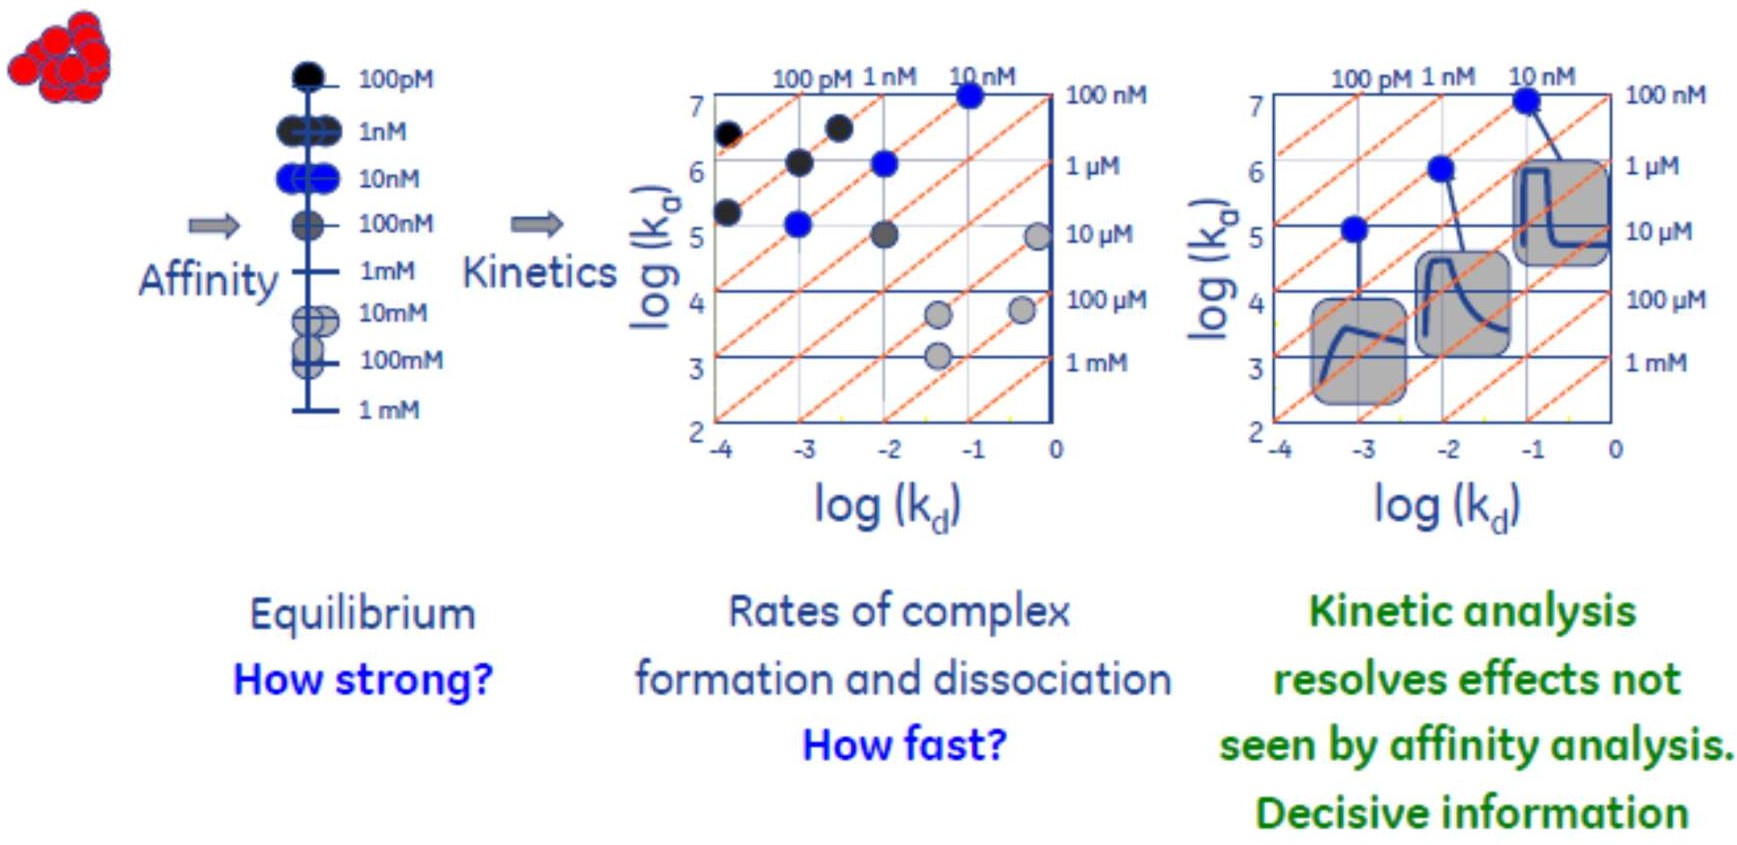 100pM
1nM
10nM
100nM
1mM
10mM
100mM
1 mM
Affinity
Kinetics
100 pM 1 nM 10 nM
7
6
5
4
3
2
100 nM
1 µM
10 µM
100 µM
1 mM
-4 -3 -2 -1 0
log (ka)
log (kd)
100 pM 1 nM 10 nM
7
6
5
4
3
2
100 nM
1 µM
10 µM
100 µM
1 mM
-4 -3 -2 -1 0
log (ka)
log (kd)
Equilibrium
How strong?
Rates of complex
formation and dissociation
How fast?
Kinetic analysis
resolves effects not
seen by affinity analysis.
Decisive information